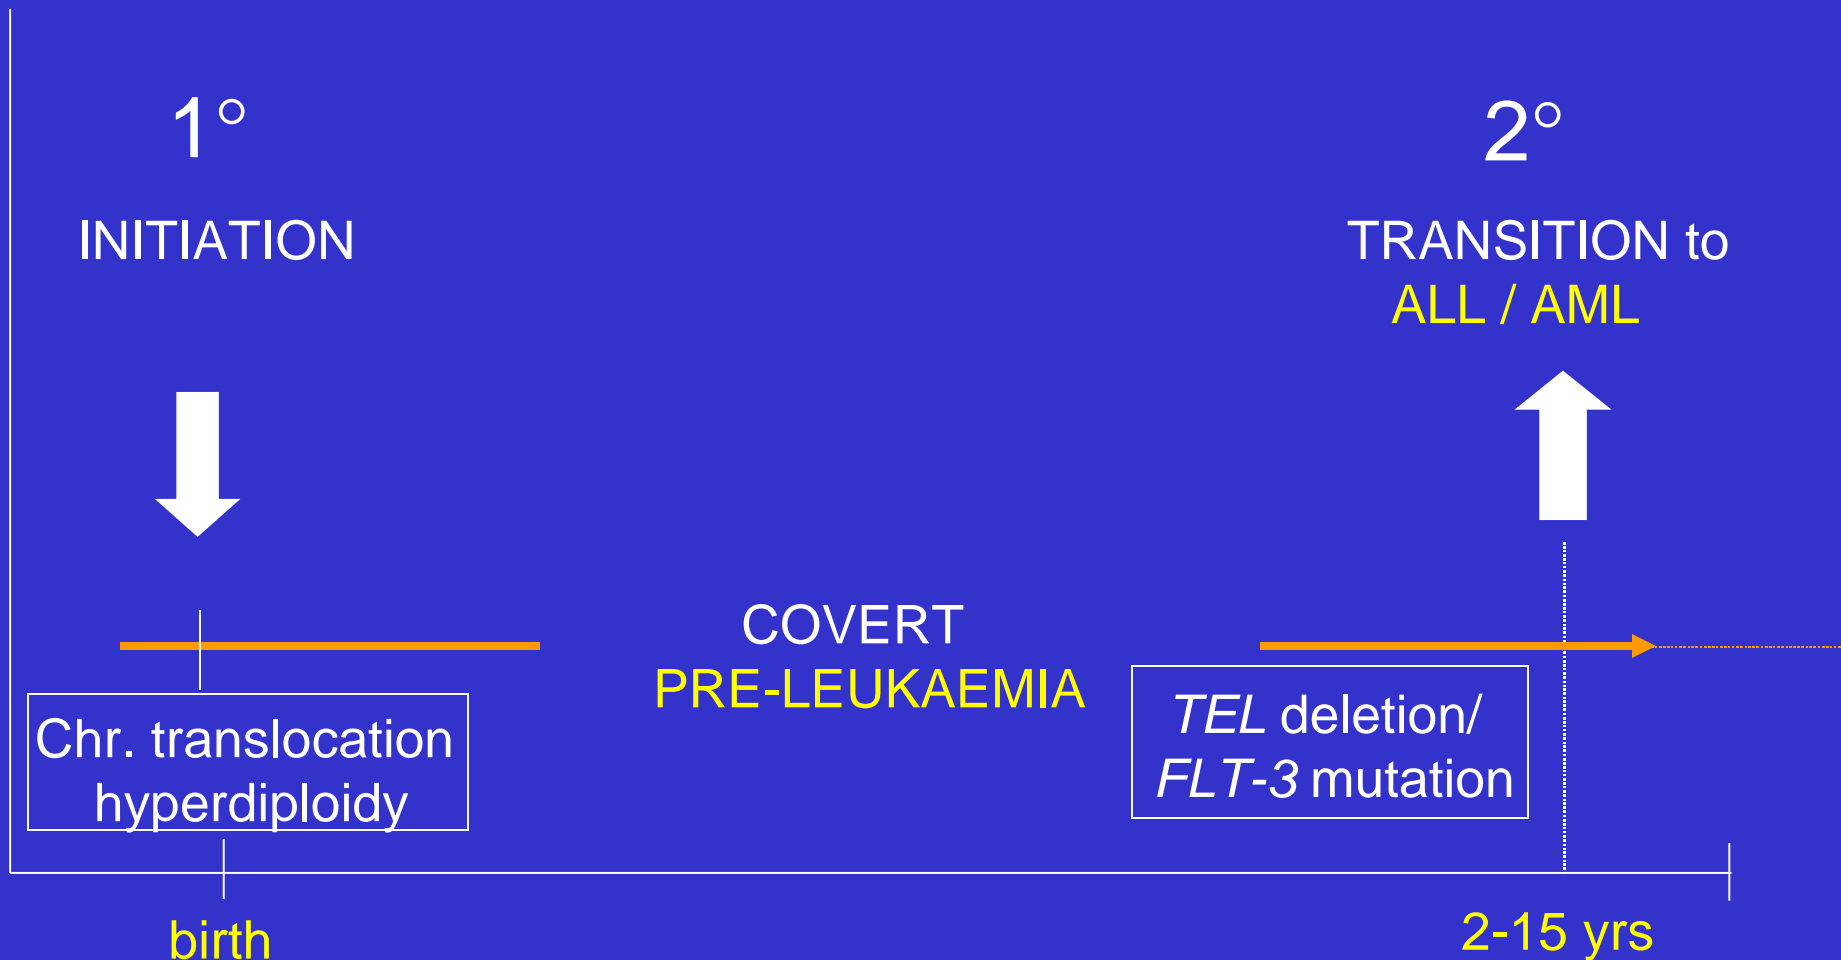 1°
INITIATION
2°
TRANSITION to
ALL / AML
COVERT
PRE-LEUKAEMIA
Chr. translocation
hyperdiploidy
TEL deletion/
FLT-3 mutation
birth
2-15 yrs